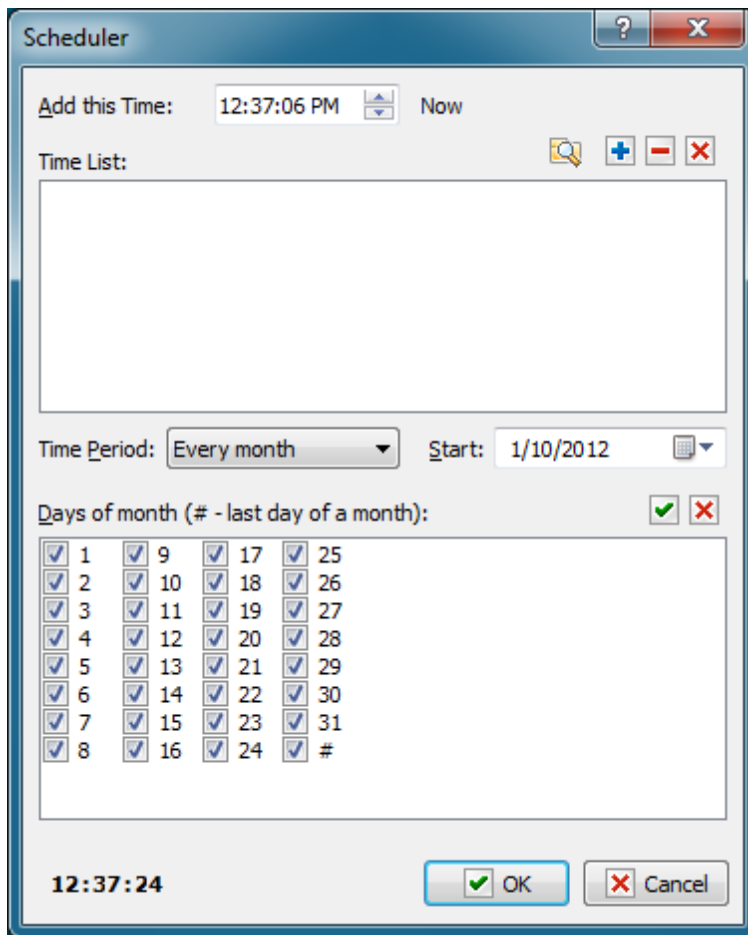 Scheduler
Add this Time: 12:37:06 PM Now
Time List:
Time Period: Every month Start: 1/10/2012
Days of month (# - last day of a month):
1 9 17 25
2 10 18 26
3 11 19 27
4 12 20 28
5 13 21 29
6 14 22 30
7 15 23 31
8 16 24 #
12:37:24 OK Cancel